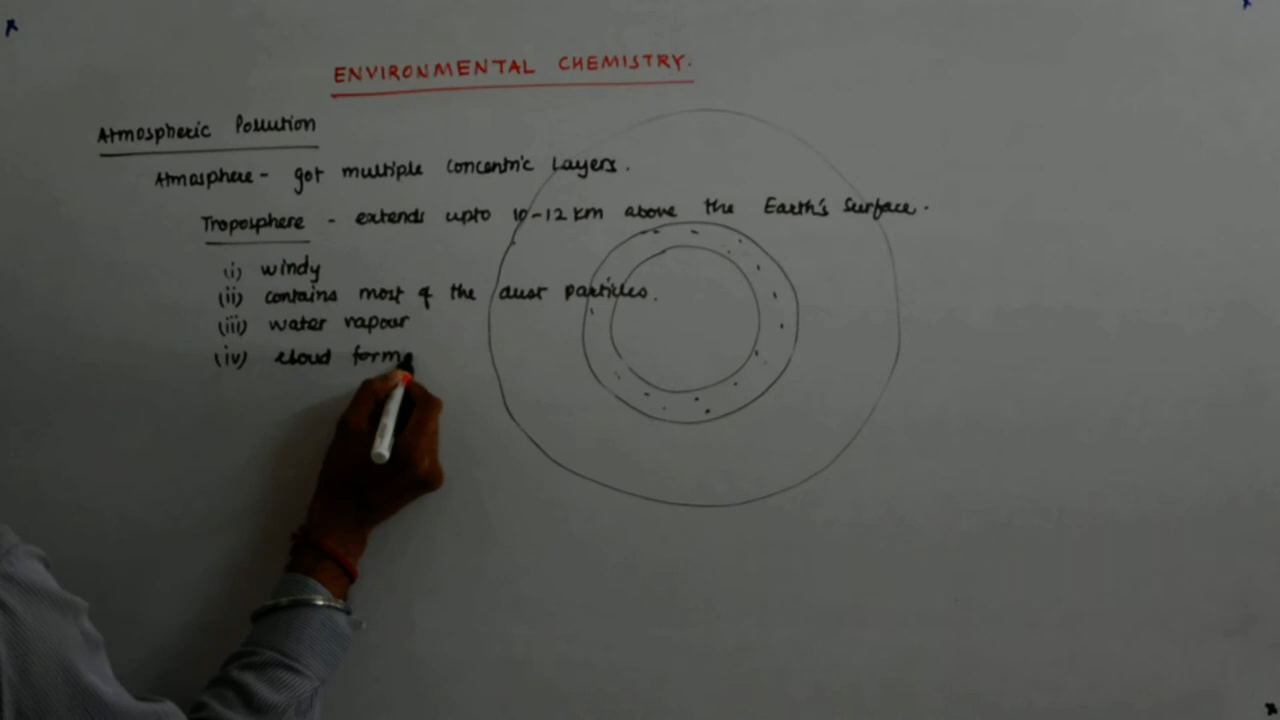 ENVIRONMENTAL CHEMISTRY.
Atmospheric Pollution
Atmosphere - got multiple concentric Layers.
Troposphere - extends upto 10-12 km above the Earth's Surface.
(i) windy
(ii) contains most of the dust particles.
(iii) water vapour
(iv) cloud form